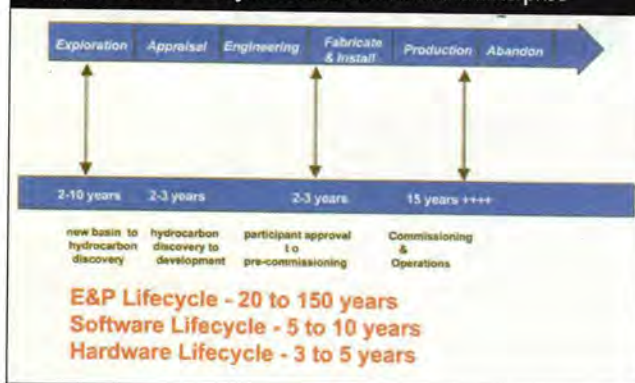 Exploration Appraisal Engineering Fabricate & Install Production Abandon
2-10 years 2-3 years 2-3 years 15 years ++++
new basin to hydrocarbon discovery
hydrocarbon discovery to development
participant approval to pre-commissioning
Commissioning & Operations
E&P Lifecycle - 20 to 150 years
Software Lifecycle - 5 to 10 years
Hardware Lifecycle - 3 to 5 years